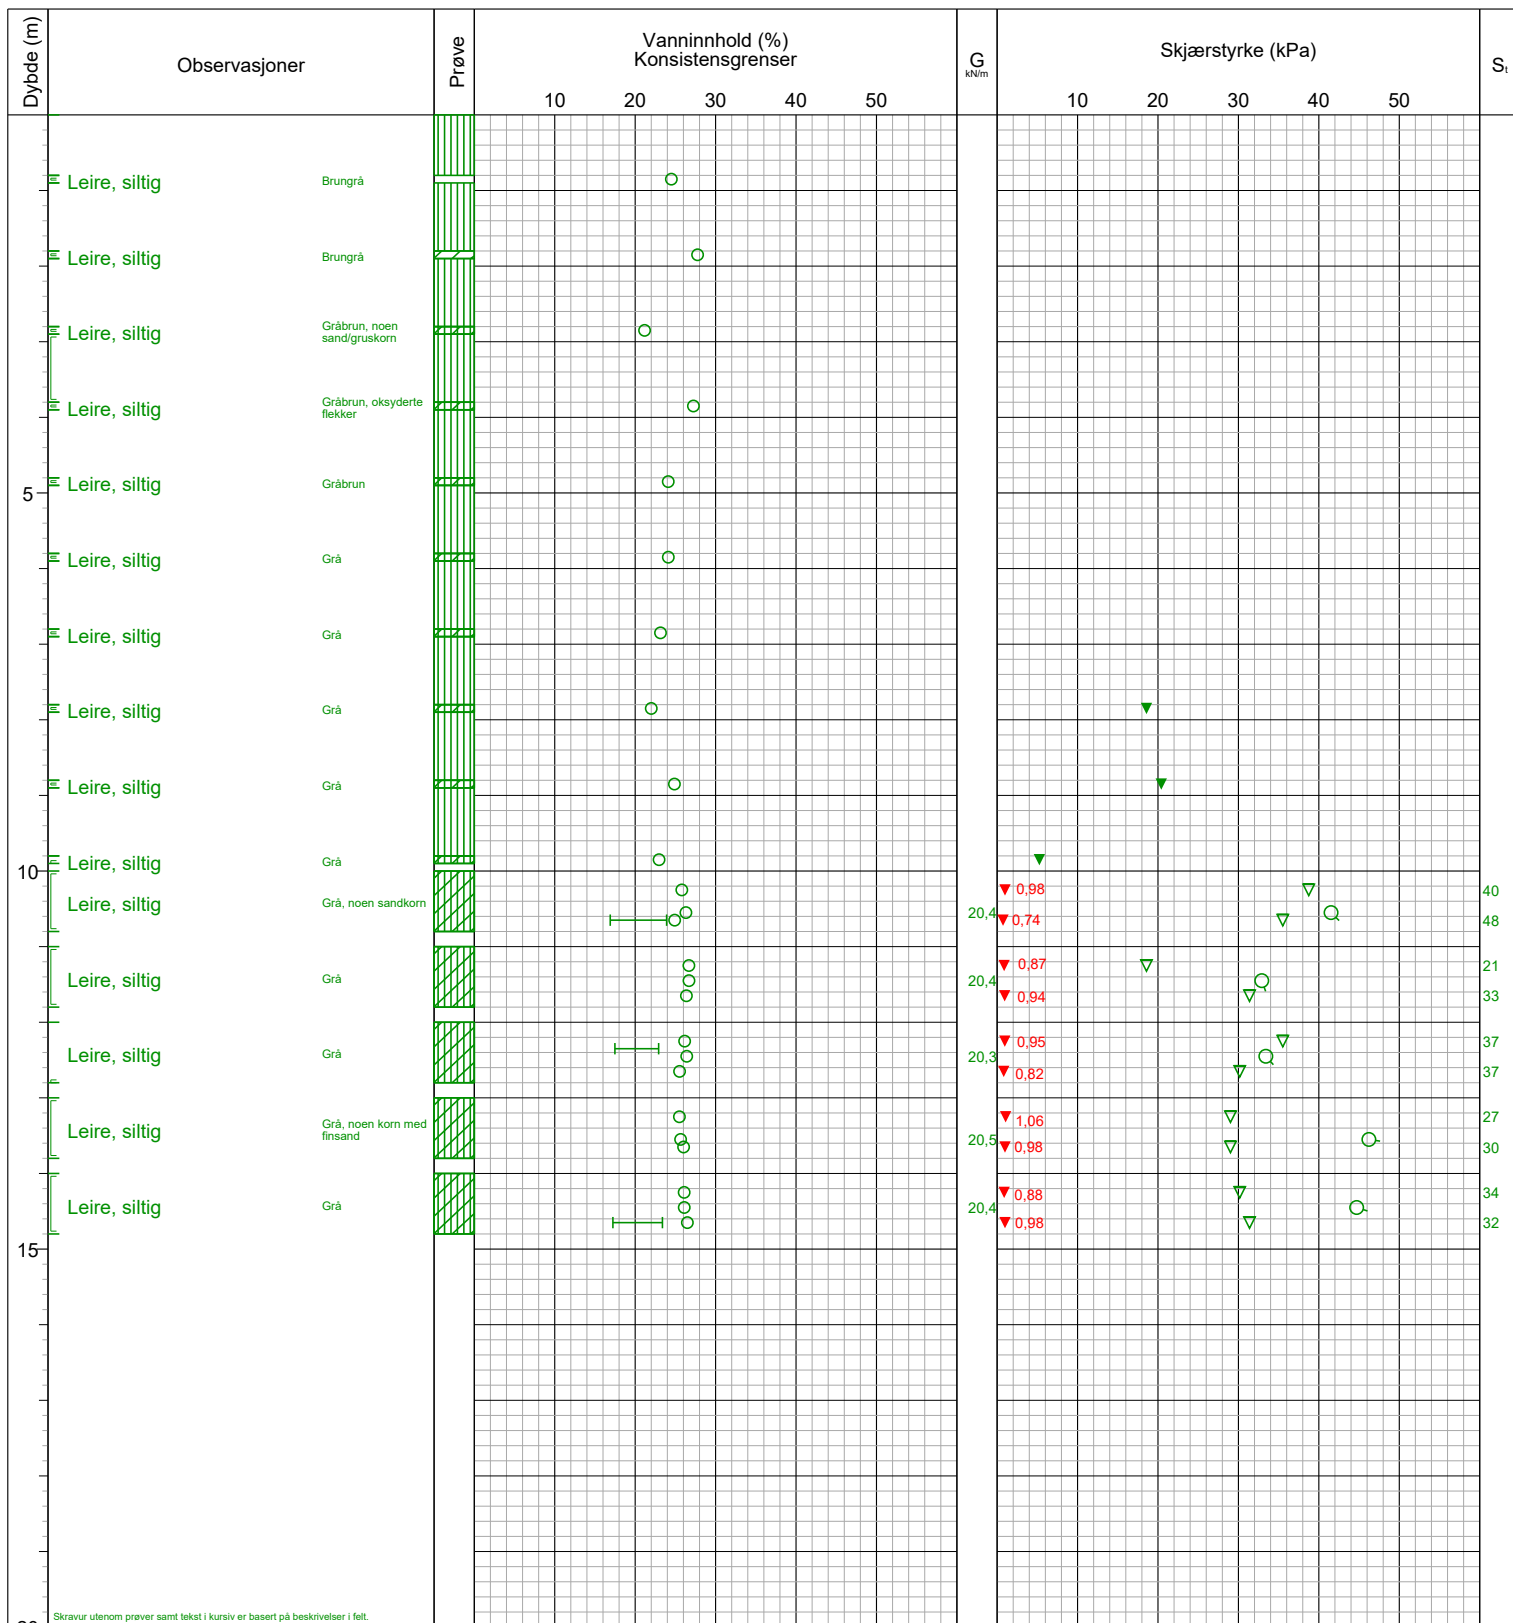 Dybde (m)
Observasjoner
Prøve
Vanninnhold (%)
Konsistensgrenser
G
kN/m
Skjærstyrke (kPa)
St
10 20 30 40 50
10 20 30 40 50
Leire, siltig Brungrå
Leire, siltig Brungrå
Leire, siltig Gråbrun, noen
sand/gruskorn
Leire, siltig Gråbrun, oksyderte
flekker
Leire, siltig Gråbrun
5
Leire, siltig Grå
Leire, siltig Grå
Leire, siltig Grå
Leire, siltig Grå
Leire, siltig Grå
10
0,98 40
Leire, siltig Grå, noen sandkorn
20,4 0,74 48
0,87 21
Leire, siltig Grå 20,4
0,94 33
0,95 37
Leire, siltig Grå 20,3
0,82 37
1,06 27
Leire, siltig Grå, noen korn med
finsand
20,5 0,98 30
0,88 34
Leire, siltig Grå 20,4
0,98 32
15
Skravur utenom prøver samt tekst i kursiv er basert på beskrivelser i felt.